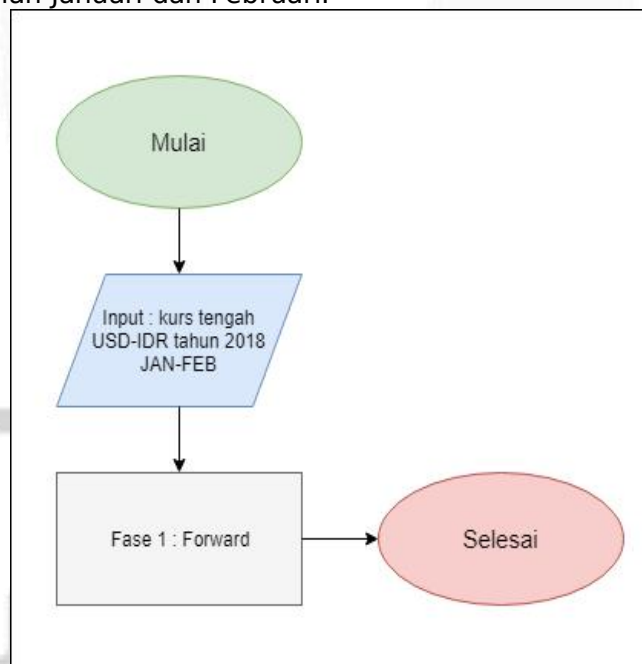 Januari dan Februari.
Mulai
Input : kurs tengah
USD-IDR tahun 2018
JAN-FEB
Fase 1 : Forward
Selesai